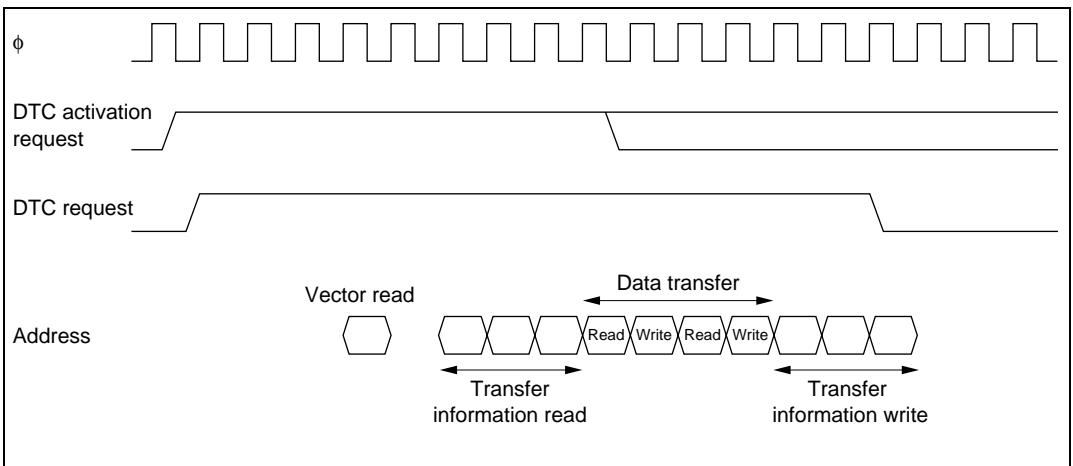 ϕ
DTC activation
request
DTC request
Vector read
Data transfer
Address
Read Write Read Write
Transfer
information read
Transfer
information write